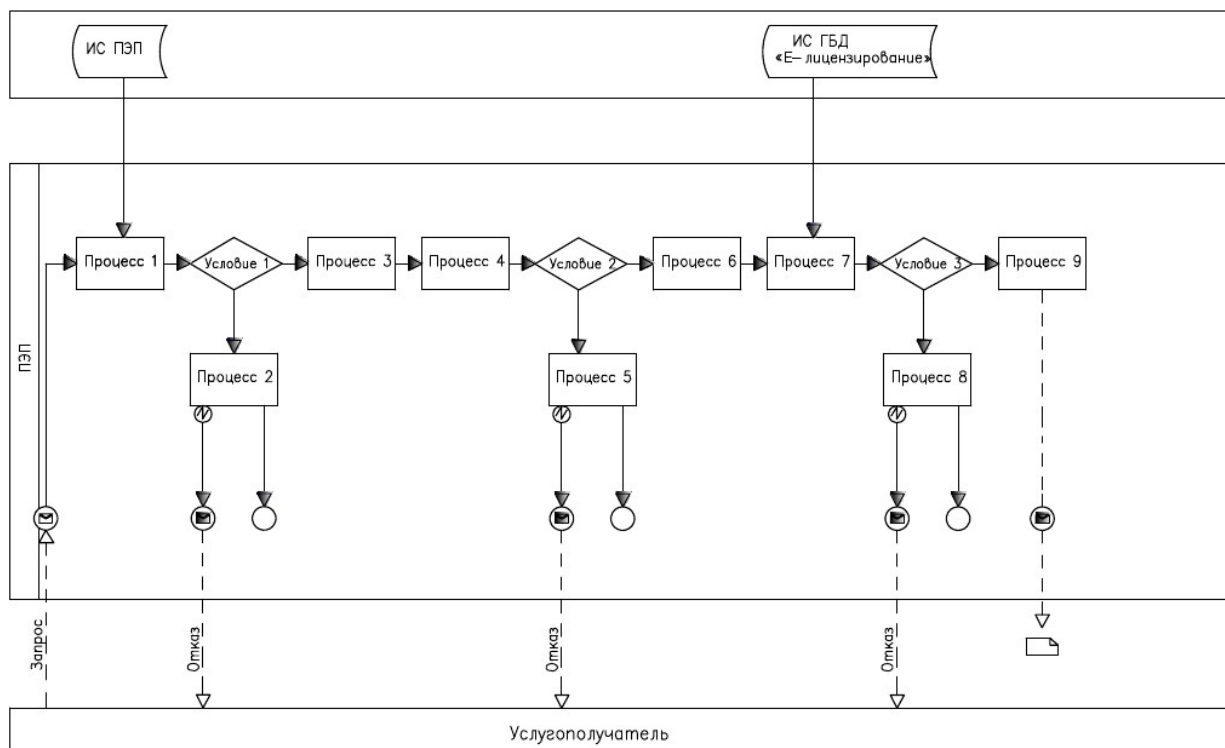 ИС ПЭП
ИС ГБД
«Е-лицензирование»
ПЭП
Процесс 1
Условие 1
Процесс 3
Процесс 4
Условие 2
Процесс 6
Процесс 7
Условие 3
Процесс 9
Процесс 2
Процесс 5
Процесс 8
Запрос
Отказ
Отказ
Отказ
Услугополучатель